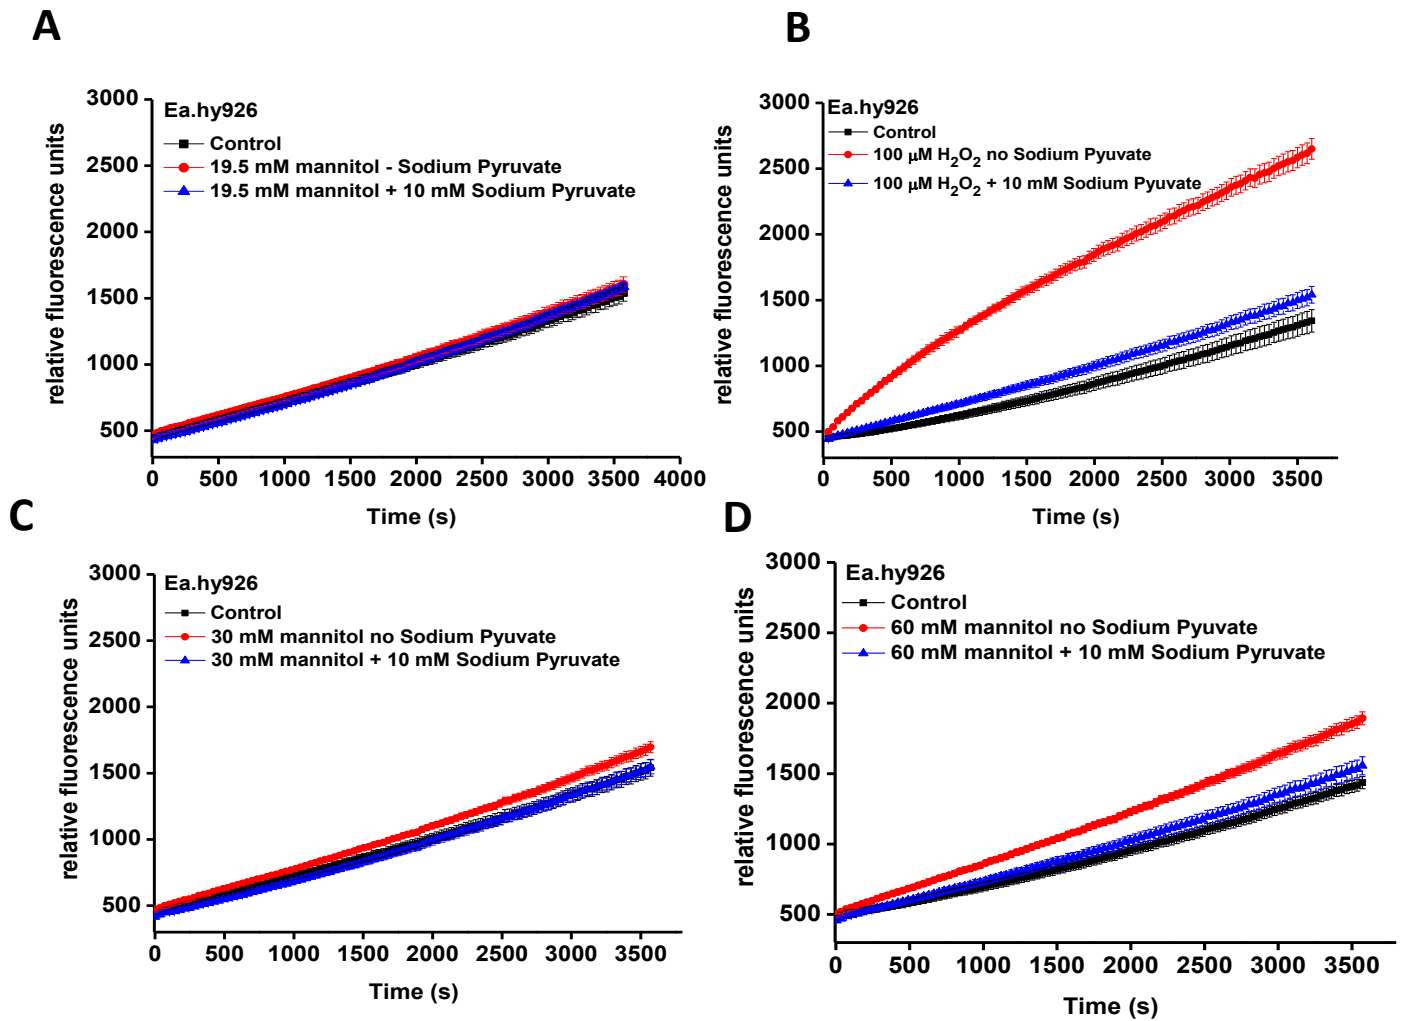 A
B
3000
2500
2000
1500
1000
500
relative fluorescence units
Ea.hy926
Control
19.5 mM mannitol - Sodium Pyruvate
19.5 mM mannitol + 10 mM Sodium Pyruvate
0 500 1000 1500 2000 2500 3000 3500 4000
Time (s)
3000
2500
2000
1500
1000
500
relative fluorescence units
Ea.hy926
Control
100 μM H2O2 no Sodium Pyuvate
100 μM H2O2 + 10 mM Sodium Pyuvate
0 500 1000 1500 2000 2500 3000 3500
Time (s)
C
D
3000
2500
2000
1500
1000
500
relative fluorescence units
Ea.hy926
Control
30 mM mannitol no Sodium Pyuvate
30 mM mannitol + 10 mM Sodium Pyruvate
0 500 1000 1500 2000 2500 3000 3500
Time (s)
3000
2500
2000
1500
1000
500
relative fluorescence units
Ea.hy926
Control
60 mM mannitol no Sodium Pyuvate
60 mM mannitol + 10 mM Sodium Pyruvate
0 500 1000 1500 2000 2500 3000 3500
Time (s)